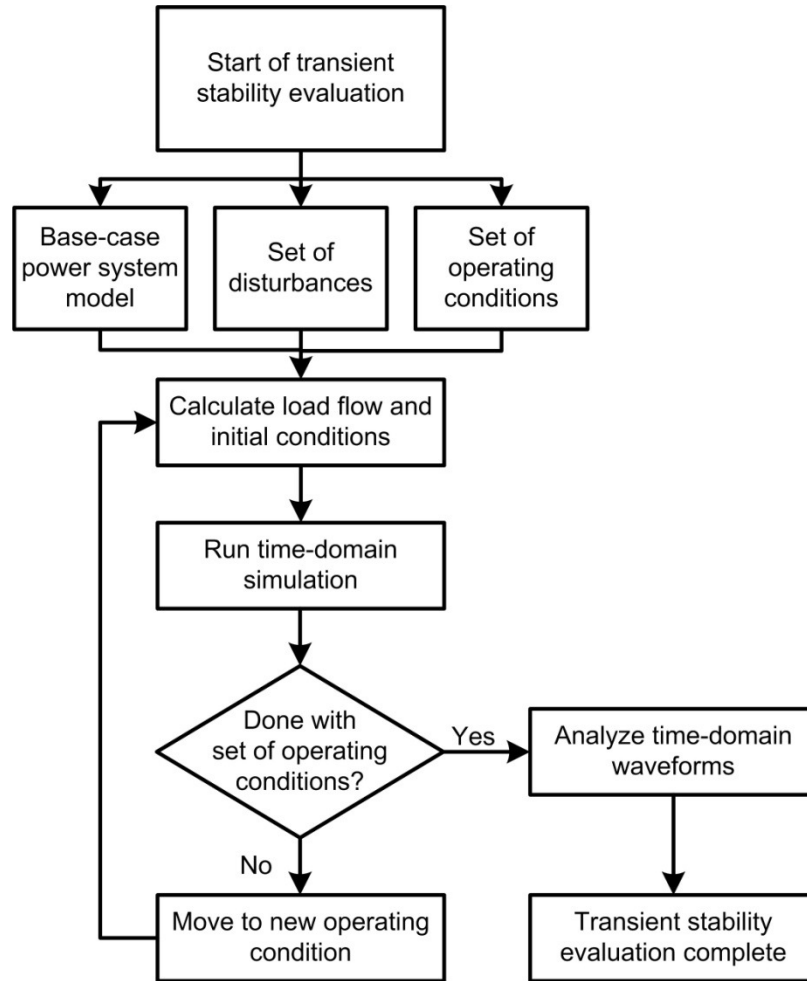 Start of transient
stability evaluation
Base-case
power system
model
Set of
disturbances
Set of
operating
conditions
Calculate load flow and
initial conditions
Run time-domain
simulation
Done with
set of operating
conditions?
Yes
Analyze time-domain
waveforms
No
Move to new operating
condition
Transient stability
evaluation complete